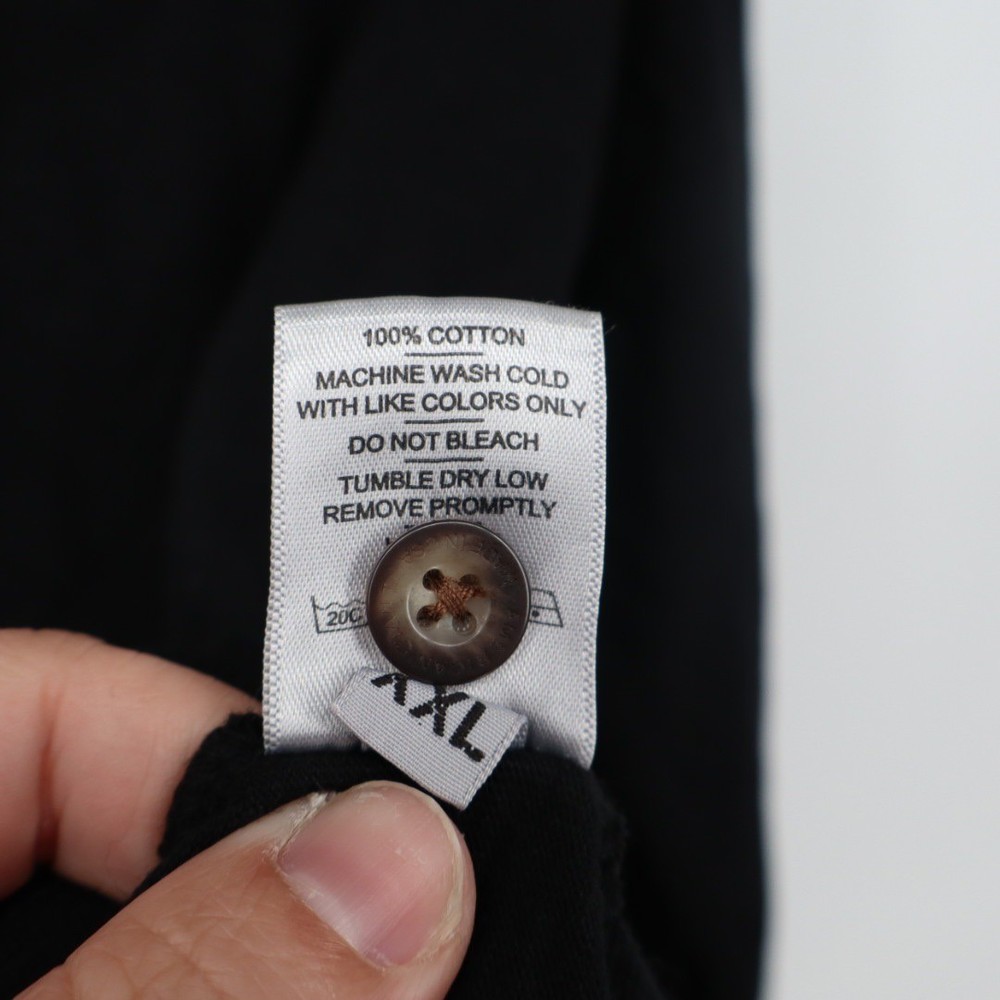 100% COTTON
MACHINE WASH COLD
WITH LIKE COLORS ONLY
DO NOT BLEACH
TUMBLE DRY LOW
REMOVE PROMPTLY
20C
XXL